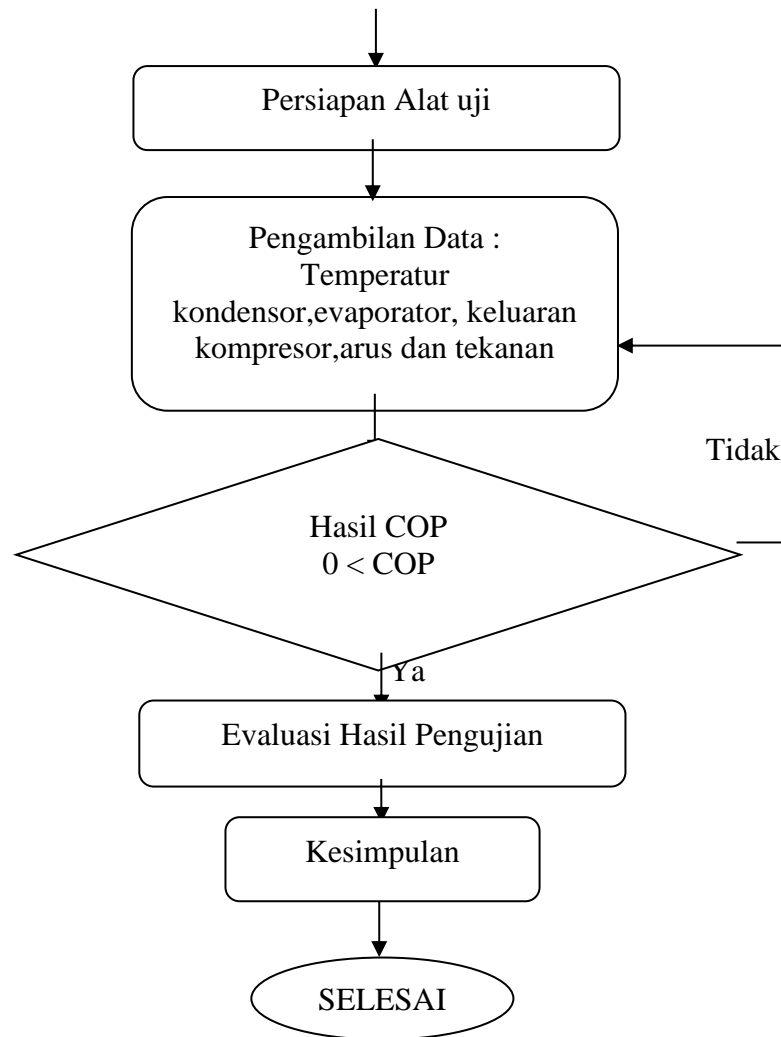 Persiapan Alat uji
Pengambilan Data :
Temperatur
kondensor,evaporator, keluaran
kompresor,arus dan tekanan
Tidak
Hasil COP
0 < COP
Ya
Evaluasi Hasil Pengujian
Kesimpulan
SELESAI